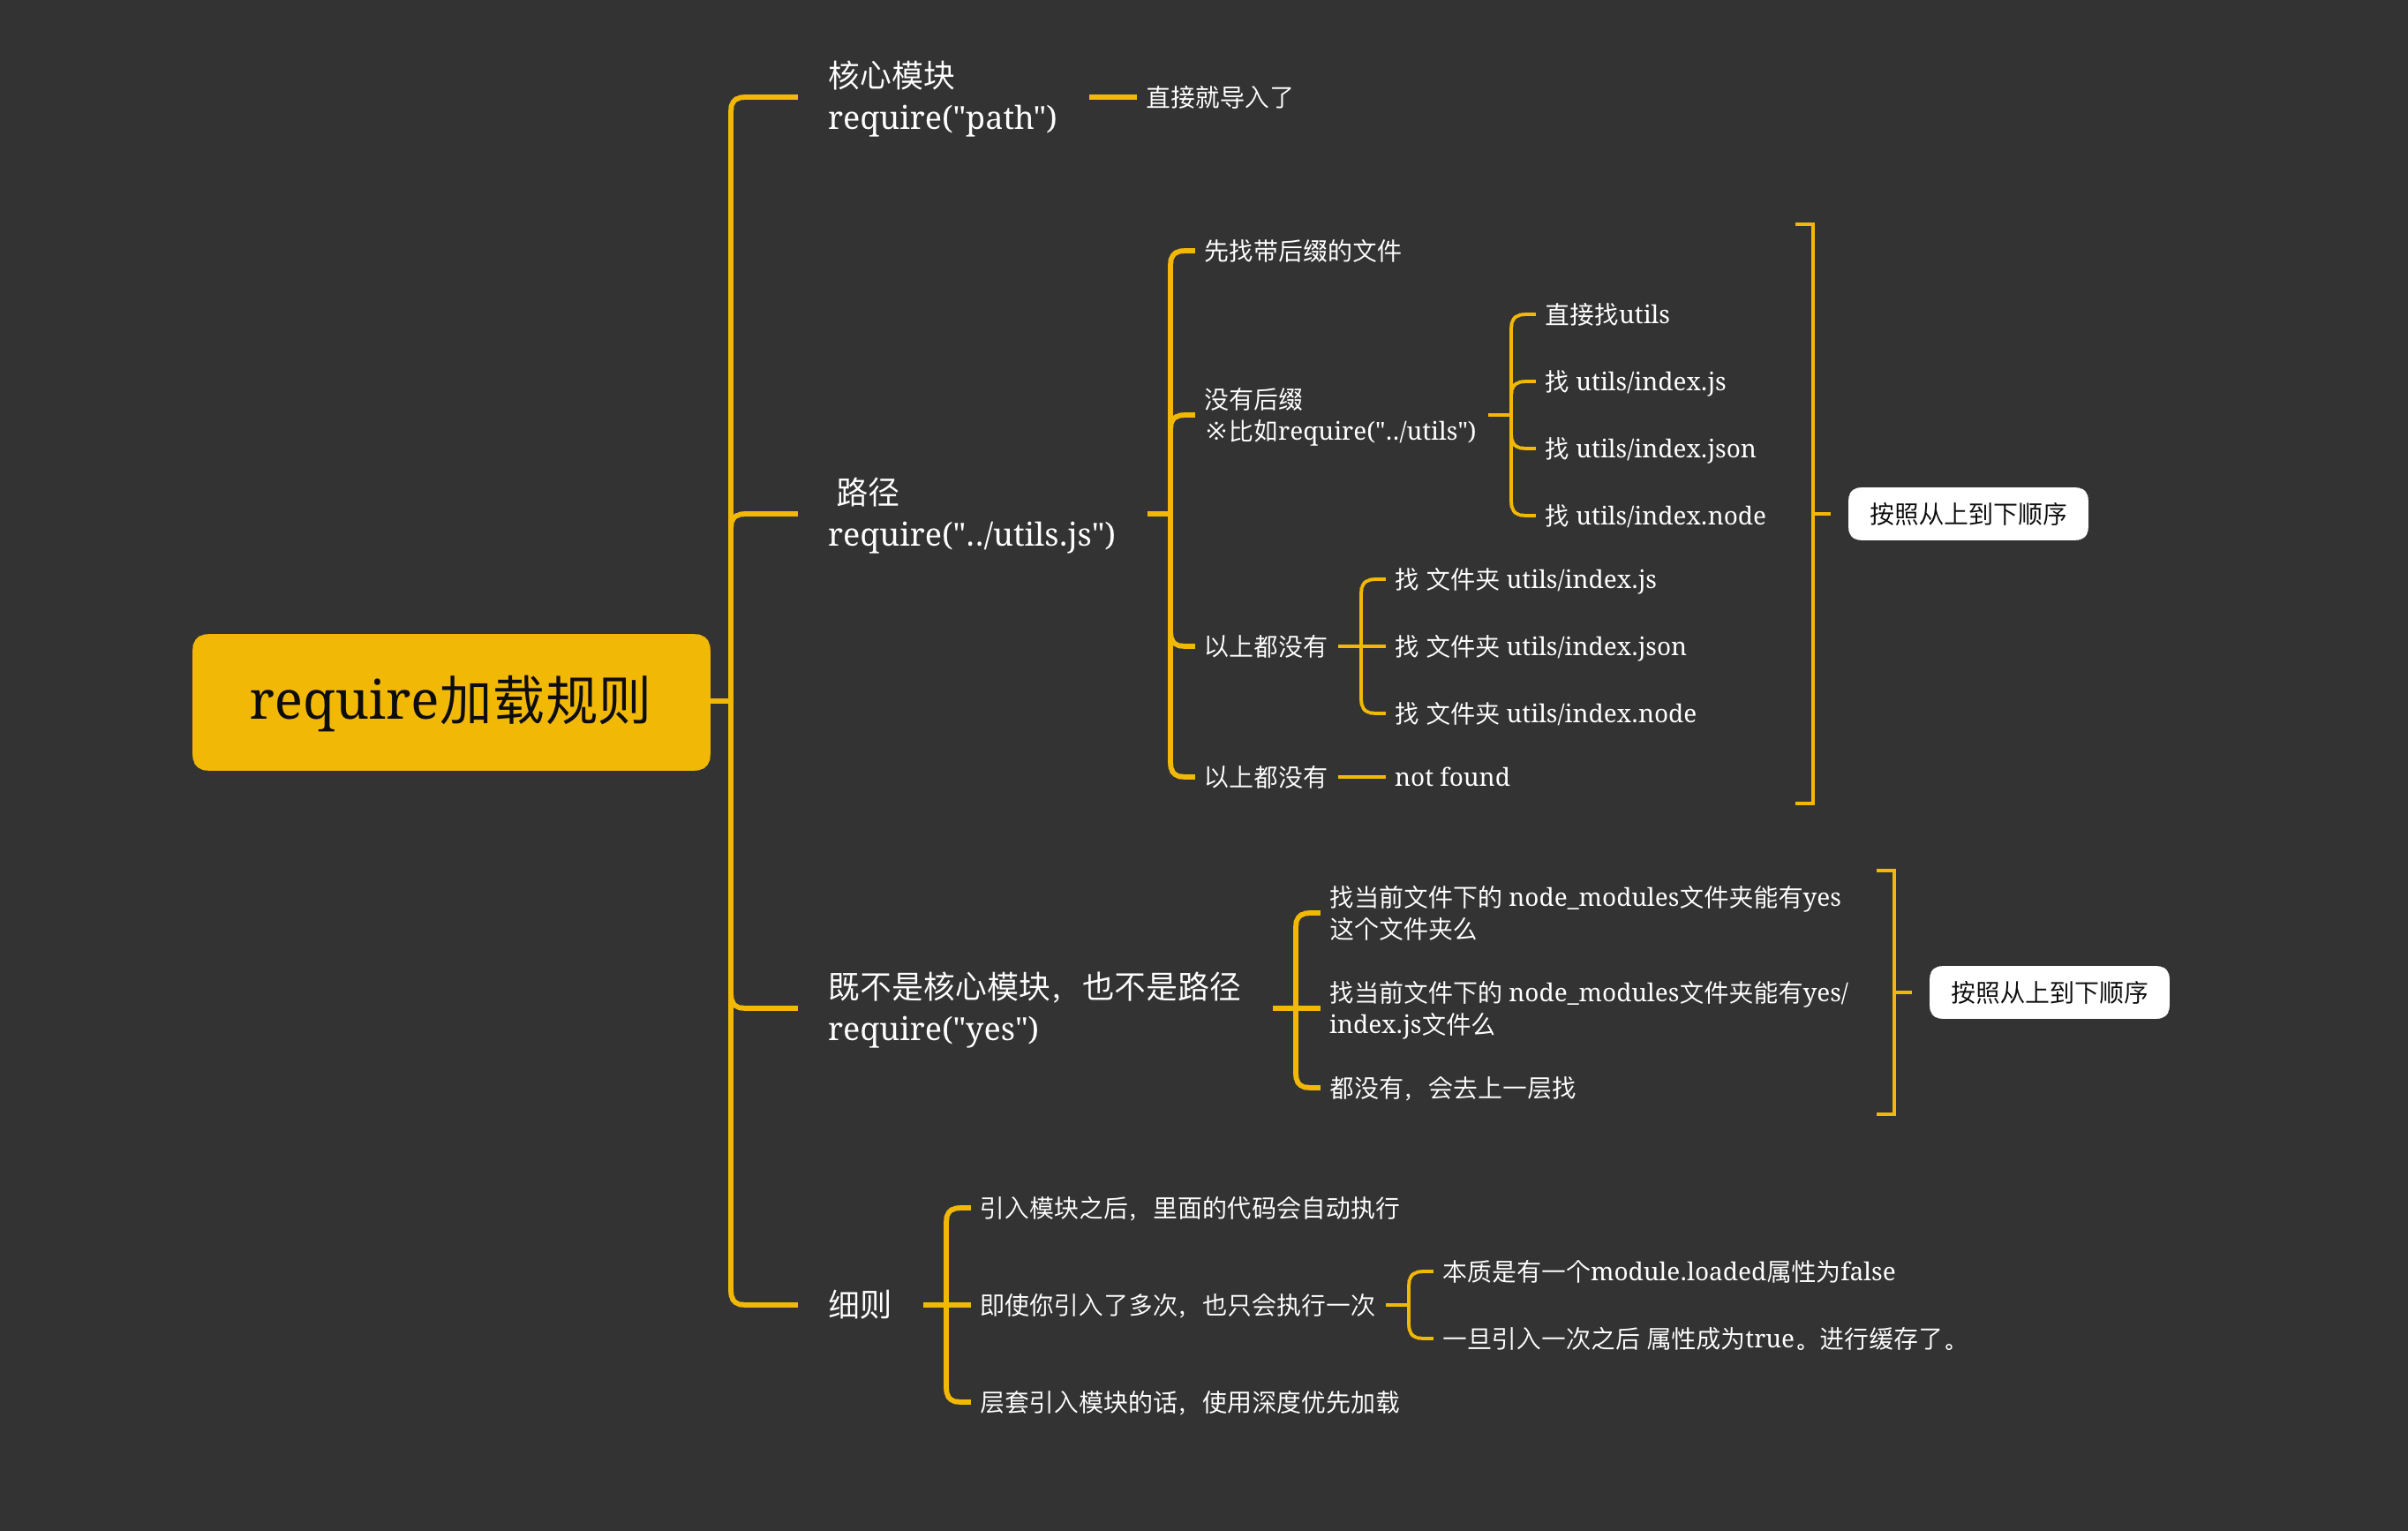 核心模块
require("path")
直接就导入了
先找带后缀的文件
直接找utils
找 utils/index.js
没有后缀
※比如require("../utils")
找 utils/index.json
找 utils/index.node
路径
require("../utils.js")
按照从上到下顺序
找 文件夹 utils/index.js
以上都没有
找 文件夹 utils/index.json
找 文件夹 utils/index.node
以上都没有
not found
require加载规则
找当前文件下的 node_modules文件夹能有yes
这个文件夹么
既不是核心模块，也不是路径
require("yes")
找当前文件下的 node_modules文件夹能有yes/
index.js文件么
都没有，会去上一层找
按照从上到下顺序
引入模块之后，里面的代码会自动执行
细则
即使你引入了多次，也只会执行一次
本质是有一个module.loaded属性为false
一旦引入一次之后 属性成为true。进行缓存了。
层套引入模块的话，使用深度优先加载